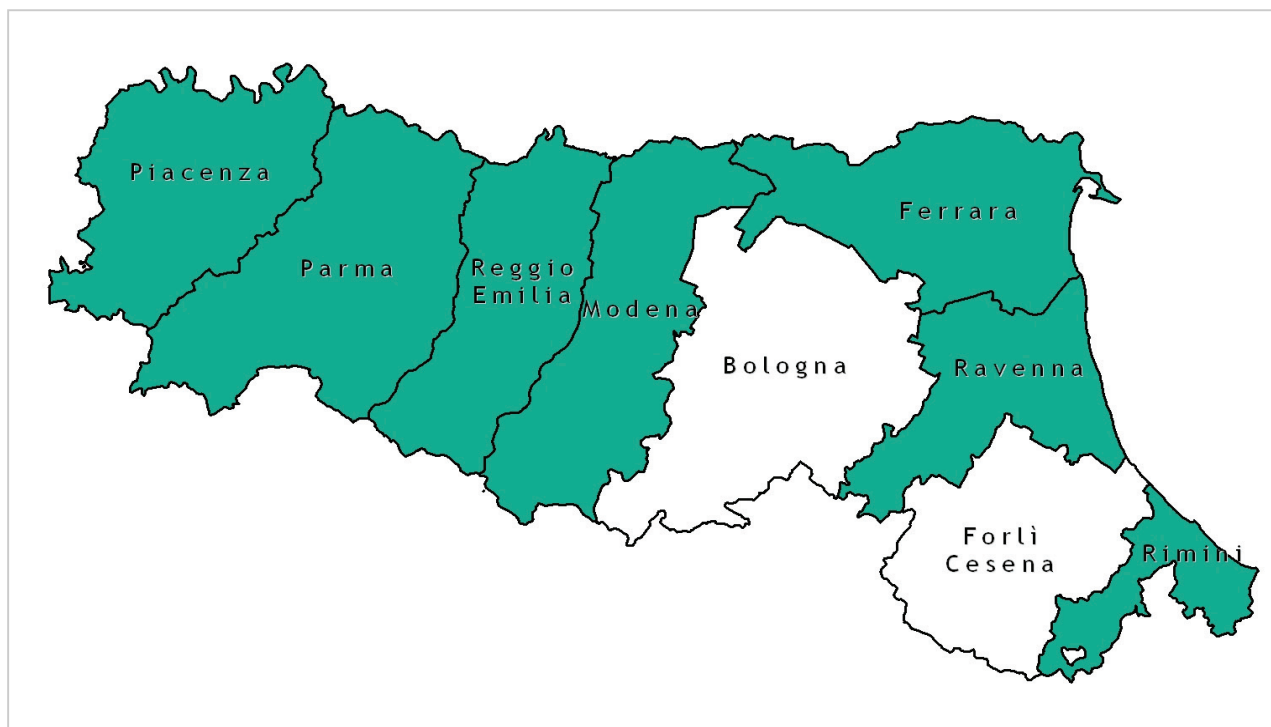 Piacenza
Parma
Reggio
Emilia
Modena
Bologna
Ferrara
Ravenna
Forlì
Cesena
Rimini